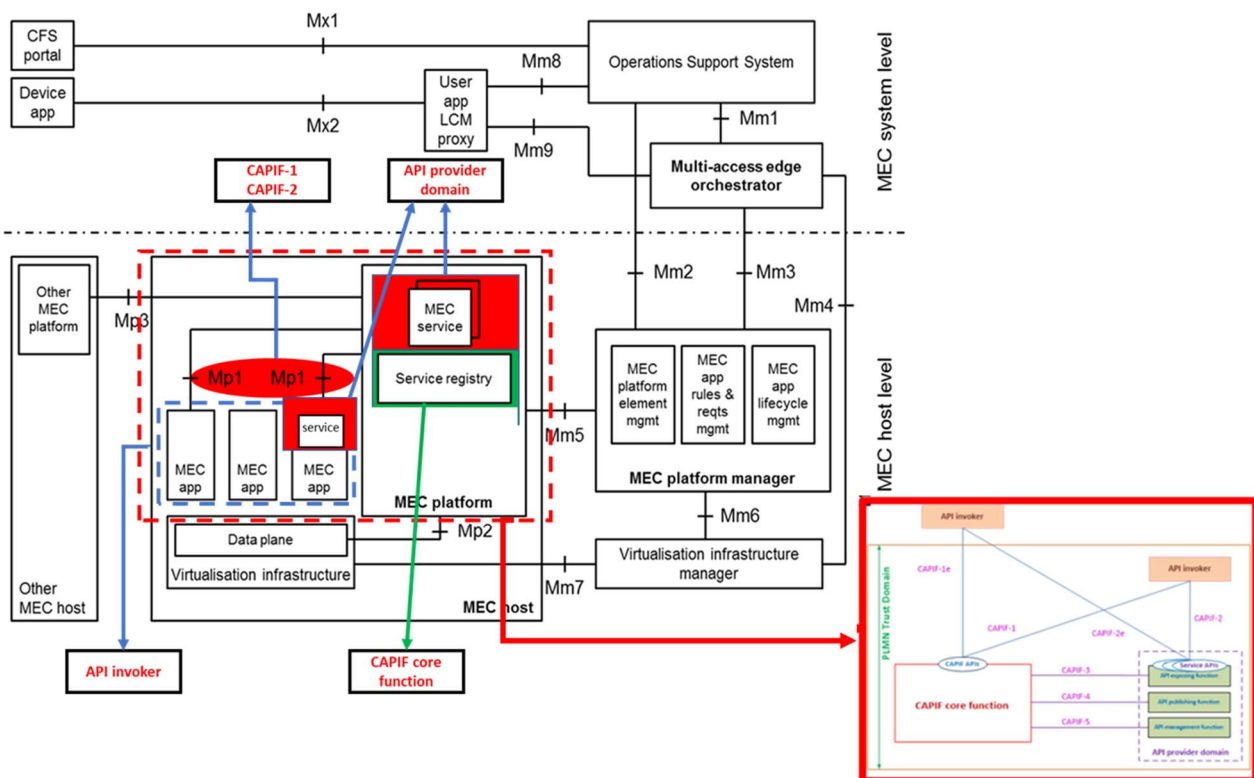 CFS
portal
Mx1
Operations Support System
Mm8
Device
app
Mx2
User
app
LCM
proxy
Mm9
Mm1
Multi-access edge
orchestrator
MEC system level
CAPIF-1
CAPIF-2
API provider
domain
Mm2
Mm3
Mm4
MEC host level
Other
MEC
platform
Mp3
MEC
service
Service registry
Mp1
Mp1
service
MEC
app
MEC
app
MEC
app
MEC platform
Mm5
MEC
platform
element
mgmt
MEC
app
rules &
reqts
mgmt
MEC
app
lifecycle
mgmt
MEC platform manager
Mp2
Mm6
Data plane
Virtualisation infrastructure
Mm7
Virtualisation infrastructure
manager
Other
MEC host
MEC host
API invoker
CAPIF core
function
API invoker
API invoker
PLMN Trust Domain
CAPIF-1e
CAPIF-1
CAPIF-2e
CAPIF-2
CAPIF APIs
Service APIs
CAPIF core function
CAPIF-3
API exposing function
CAPIF-4
API publishing function
CAPIF-5
API management function
API provider domain